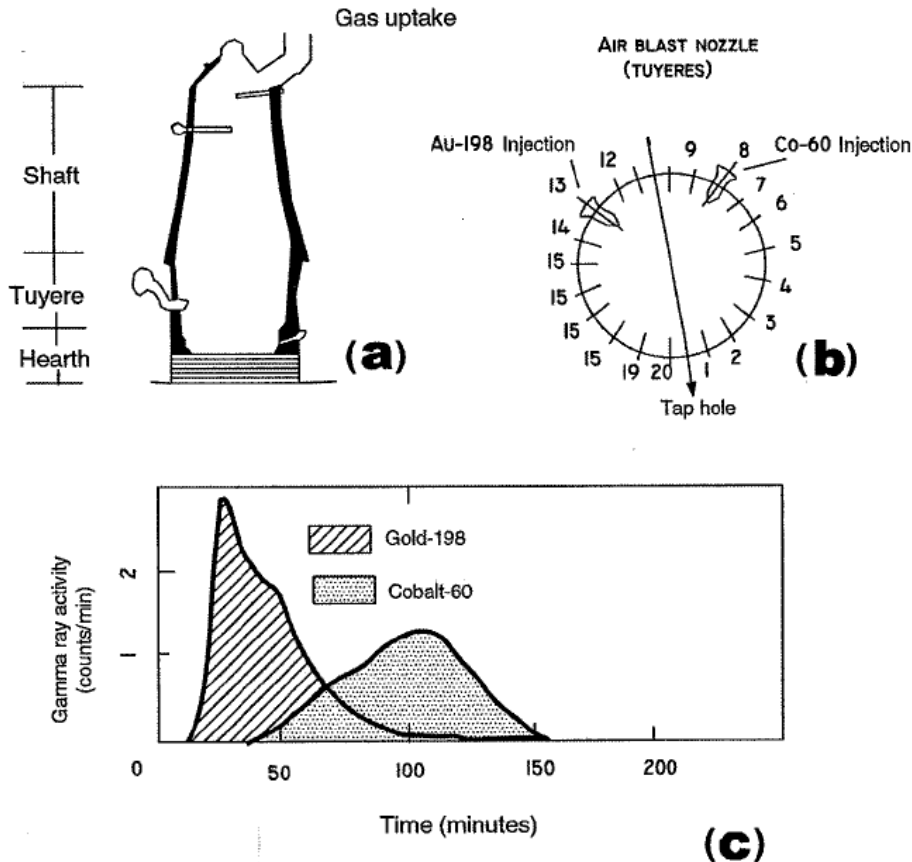 Gas uptake
Shaft
Tuyere
Hearth
(a)
AIR BLAST NOZZLE
(TUYERES)
Au-198 Injection
Co-60 Injection
12
9
8
7
6
5
4
3
2
1
20
19
15
15
15
15
14
13
Tap hole
(b)
Gamma ray activity
(counts/min)
2
1
Gold-198
Cobalt-60
0
50
100
150
200
Time (minutes)
(c)